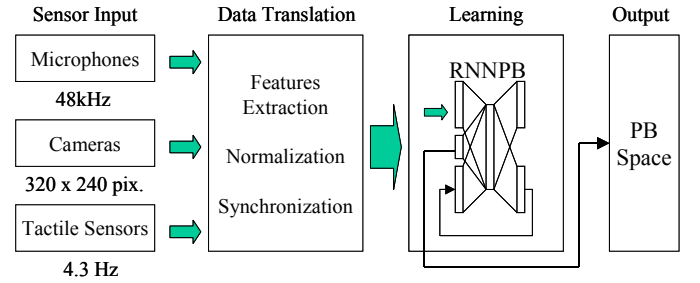 Sensor Input
Data Translation
Learning
Output
Microphones
48kHz
Cameras
320 x 240 pix.
Tactile Sensors
4.3 Hz
Features
Extraction
Normalization
Synchronization
RNNPB
PB
Space